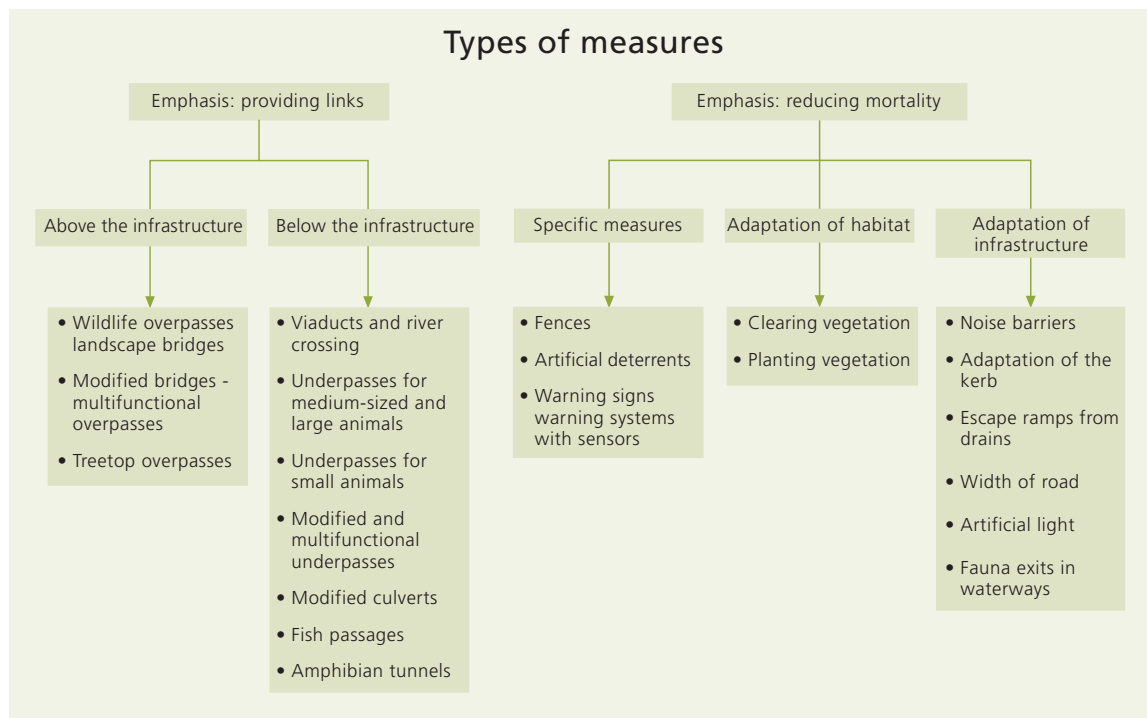 Types of measures
Emphasis: providing links
Emphasis: reducing mortality
Above the infrastructure
Below the infrastructure
Specific measures
Adaptation of habitat
Adaptation of
infrastructure
• Wildlife overpasses
landscape bridges
• Modified bridges -
multifunctional
overpasses
• Treetop overpasses
• Viaducts and river
crossing
• Underpasses for
medium-sized and
large animals
• Underpasses for
small animals
• Modified and
multifunctional
underpasses
• Modified culverts
• Fish passages
• Amphibian tunnels
• Fences
• Artificial deterrents
• Warning signs
warning systems
with sensors
• Clearing vegetation
• Planting vegetation
• Noise barriers
• Adaptation of the
kerb
• Escape ramps from
drains
• Width of road
• Artificial light
• Fauna exits in
waterways